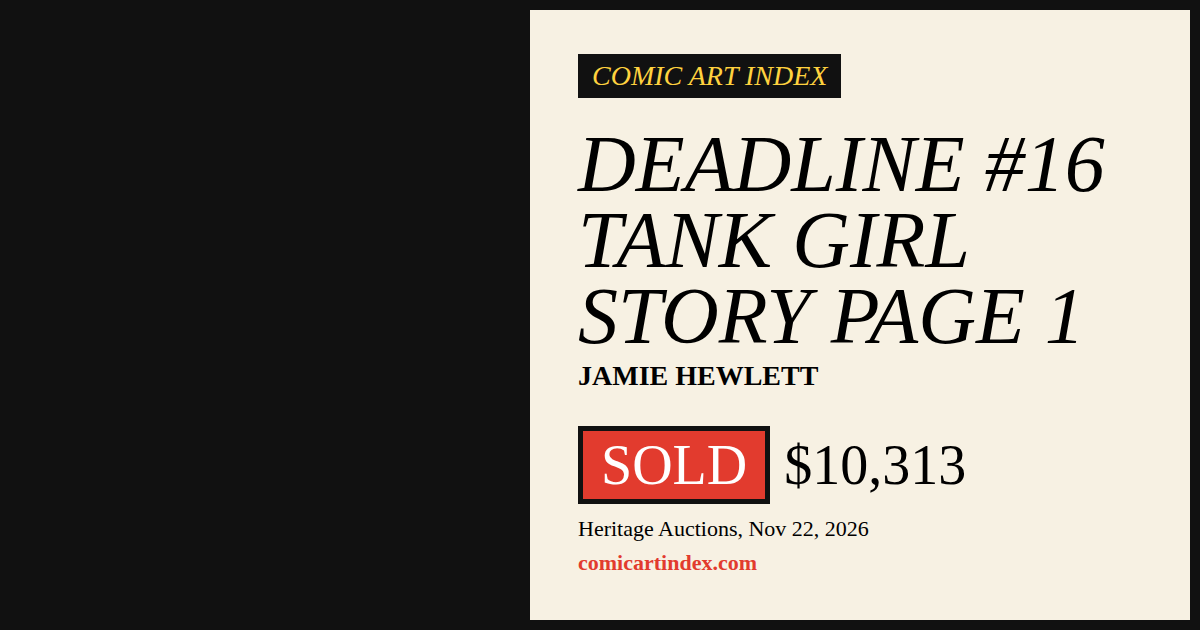 COMIC ART INDEX
DEADLINE #16
TANK GIRL
STORY PAGE 1
JAMIE HEWLETT
SOLD $10,313
Heritage Auctions, Nov 22, 2026
comicartindex.com